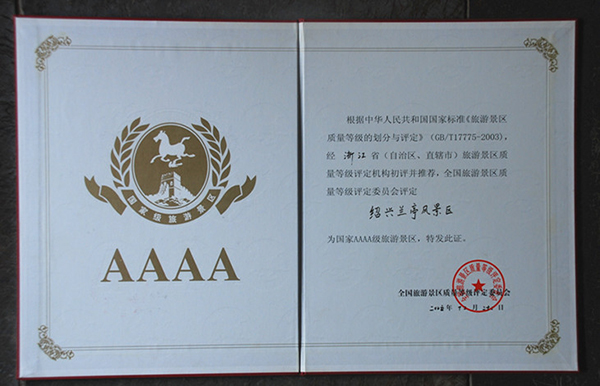 国家级旅游景区
AAAA
根据中华人民共和国国家标准《旅游景区
质量等级的划分与评定》(GB/T17775-2003),
经 浙江 省(自治区、直辖市)旅游景区质
量等级评定机构初评并推荐,全国旅游景区质
量等级评定委员会评定
绍兴兰亭风景区
为国家AAAA级旅游景区,特发此证。
全国旅游景区质量等级评定委员会
年 月 日